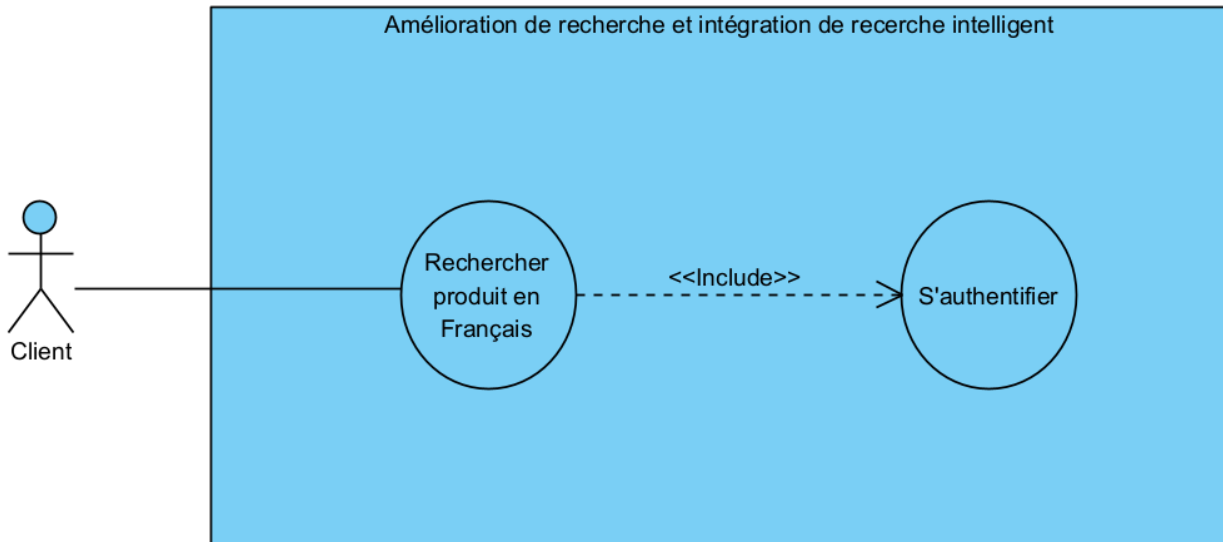 Amélioration de recherche et intégration de recerche intelligent
Rechercher
produit en
Français
<<Include>>
S'authentifier
Client